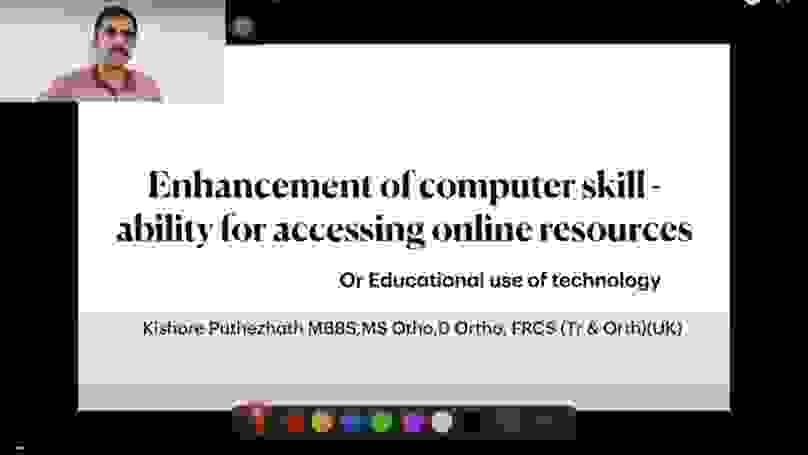 Enhancement of computer skill -
ability for accessing online resources
Or Educational use of technology
Kishore Puthezhath MBBS,MS Otho,D Ortho, FRCS (Tr & Orth)(UK)